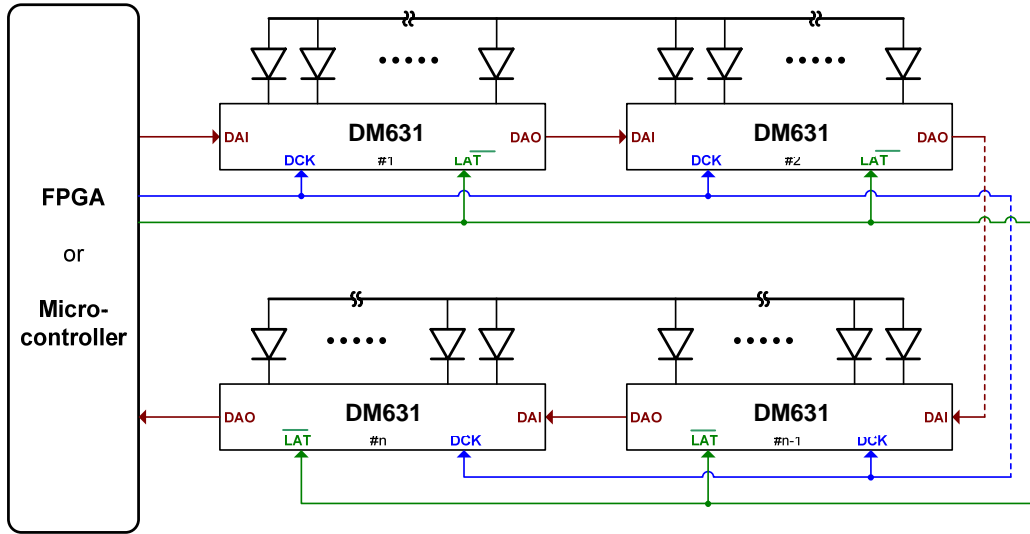 DM631
DM631
DAI
DAO
DAI
DAO
DCK
#1
LAT
DCK
#2
LAT
FPGA
or
Micro-
controller
DM631
DM631
DAO
DAI
DAO
DAI
LAT
#n
DCK
LAT
#n-1
DCK